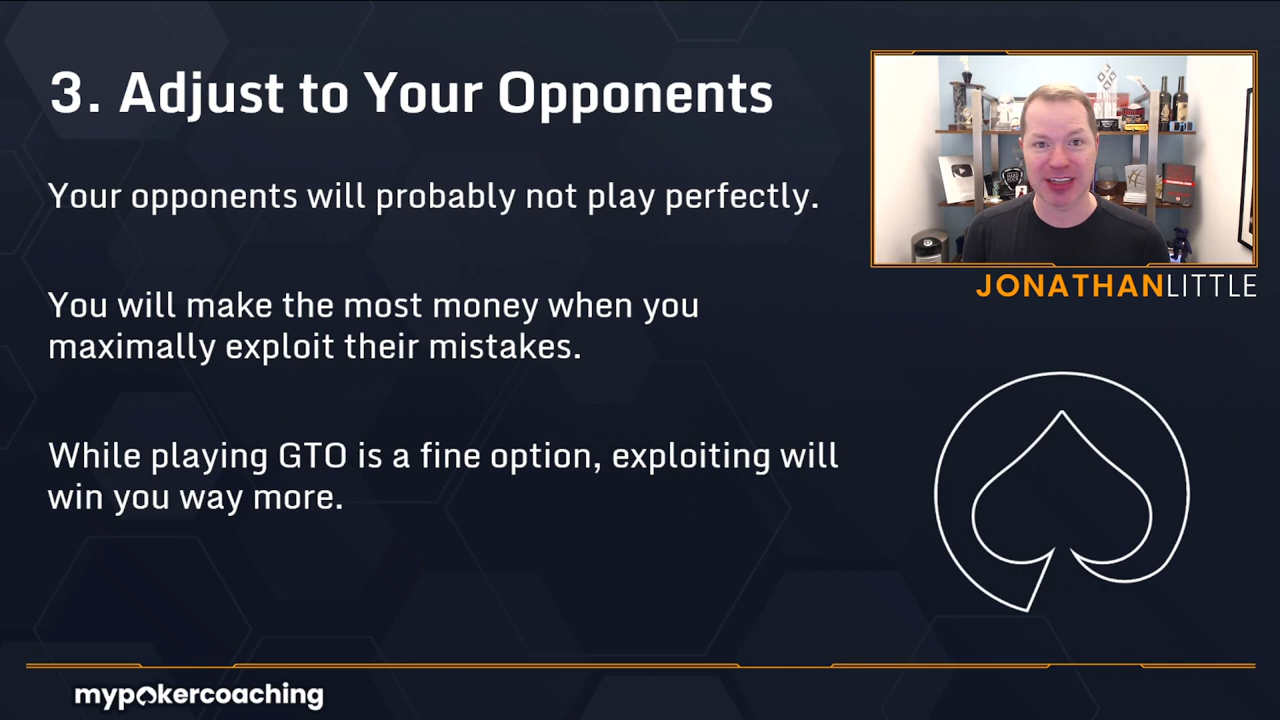 3. Adjust to Your Opponents
Your opponents will probably not play perfectly.
You will make the most money when you
maximally exploit their mistakes.
While playing GTO is a fine option, exploiting will
win you way more.
JONATHANLITTLE
mypokercoaching